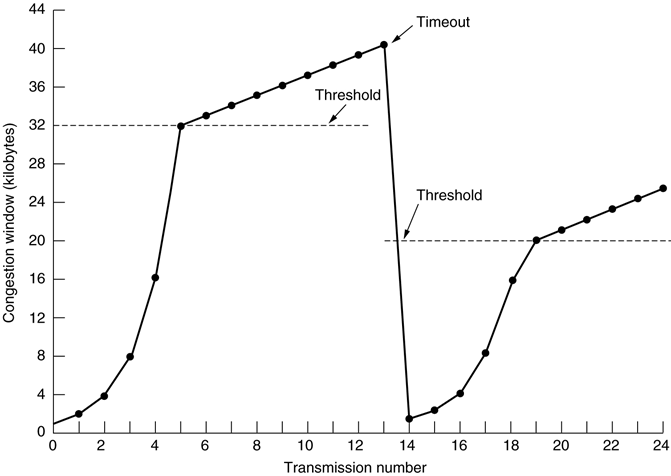 44
Timeout
40
36
Threshold
32
28
24
Threshold
20
16
12
8
4
0
Congestion window (kilobytes)
0 2 4 6 8 10 12 14 16 18 20 22 24
Transmission number